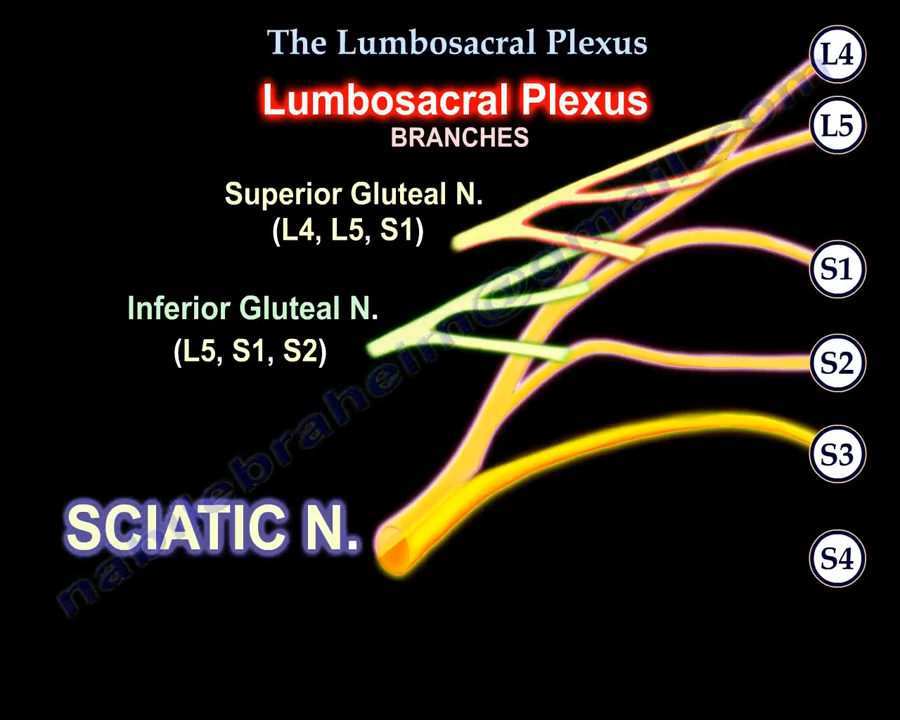 The Lumbosacral Plexus
Lumbosacral Plexus
BRANCHES
Superior Gluteal N.
(L4, L5, S1)
Inferior Gluteal N.
(L5, S1, S2)
SCIATIC N.
L4
L5
S1
S2
S3
S4